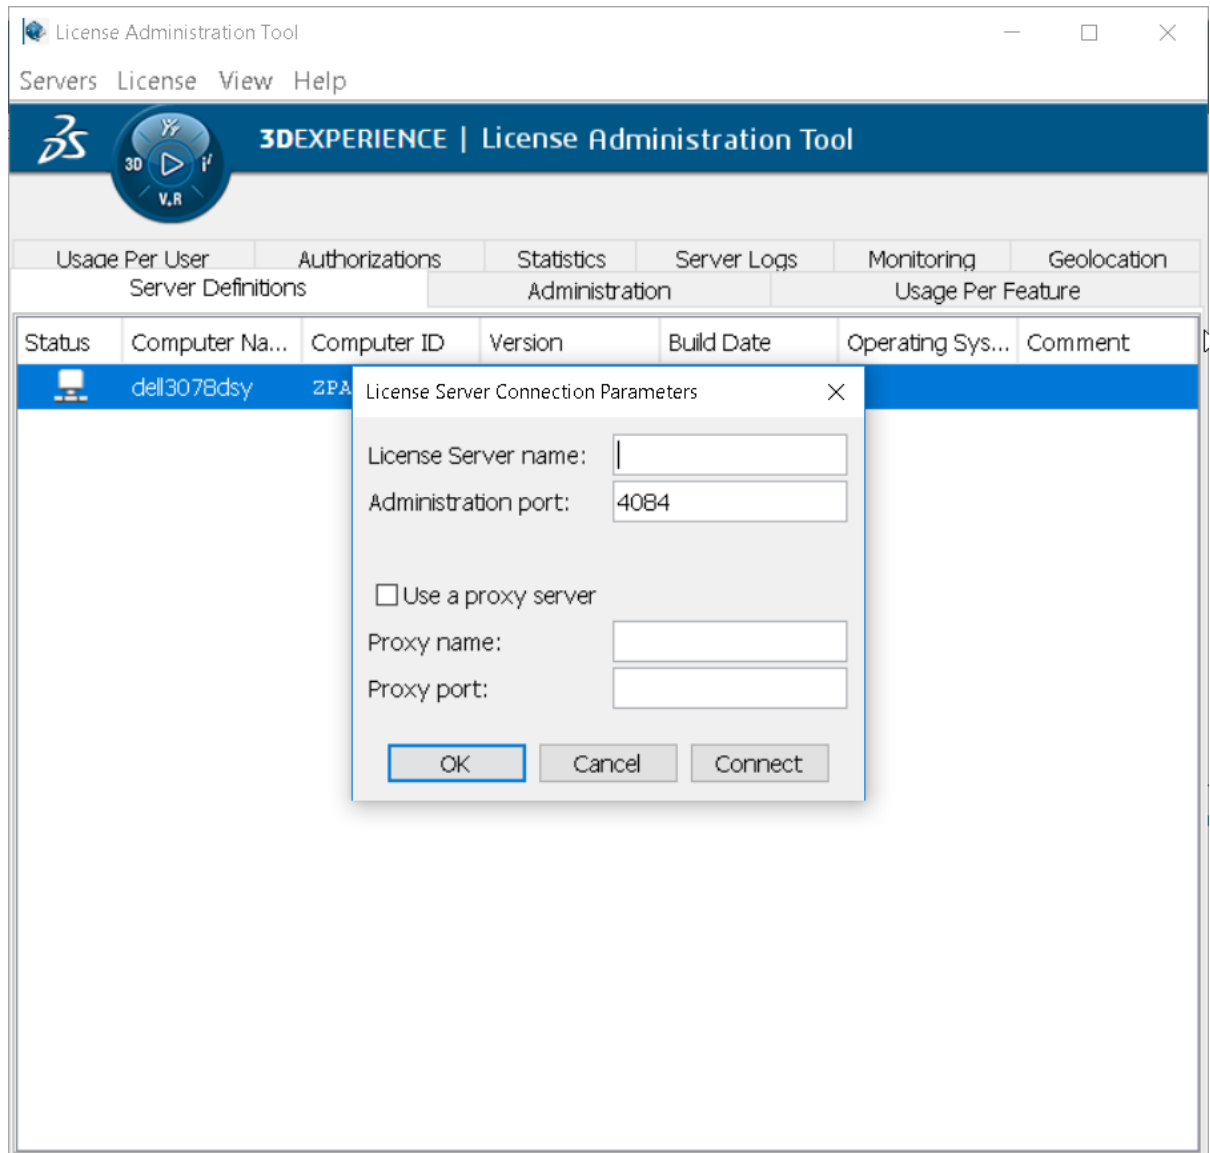 License Administration Tool
Servers License View Help
3DEXPERIENCE | License Administration Tool
3D V.R
Usage Per User Authorizations Statistics Server Logs Monitoring Geolocation
Server Definitions Administration Usage Per Feature
Status Computer Na... Computer ID Version Build Date Operating Sys... Comment
dell3078dsy ZPA
License Server Connection Parameters
License Server name:
Administration port: 4084
Use a proxy server
Proxy name:
Proxy port:
OK Cancel Connect